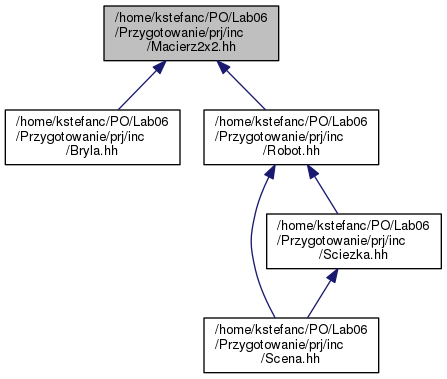 /home/kstefanc/PO/Lab06
/Przygotowanie/prj/inc
/Macierz2x2.hh
/home/kstefanc/PO/Lab06
/Przygotowanie/prj/inc
/Bryla.hh
/home/kstefanc/PO/Lab06
/Przygotowanie/prj/inc
/Robot.hh
/home/kstefanc/PO/Lab06
/Przygotowanie/prj/inc
/Sciezka.hh
/home/kstefanc/PO/Lab06
/Przygotowanie/prj/inc
/Scena.hh